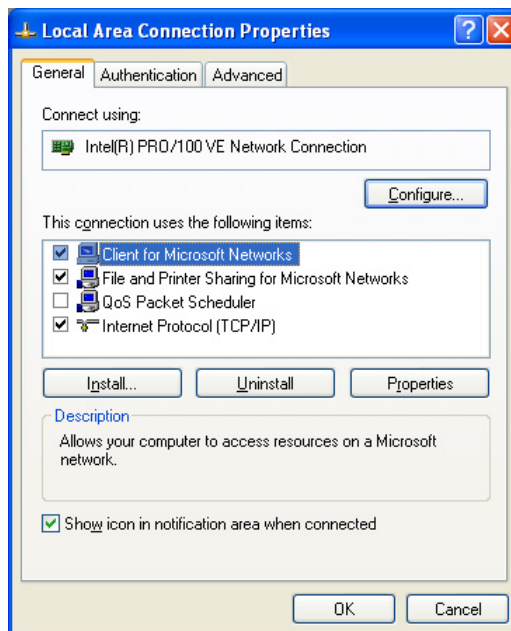 Local Area Connection Properties
General Authentication Advanced
Connect using:
Intel(R) PRO/100 VE Network Connection
Configure...
This connection uses the following items:
Client for Microsoft Networks
File and Printer Sharing for Microsoft Networks
QoS Packet Scheduler
Internet Protocol (TCP/IP)
Install... Uninstall Properties
Description
Allows your computer to access resources on a Microsoft
network.
Show icon in notification area when connected
OK Cancel